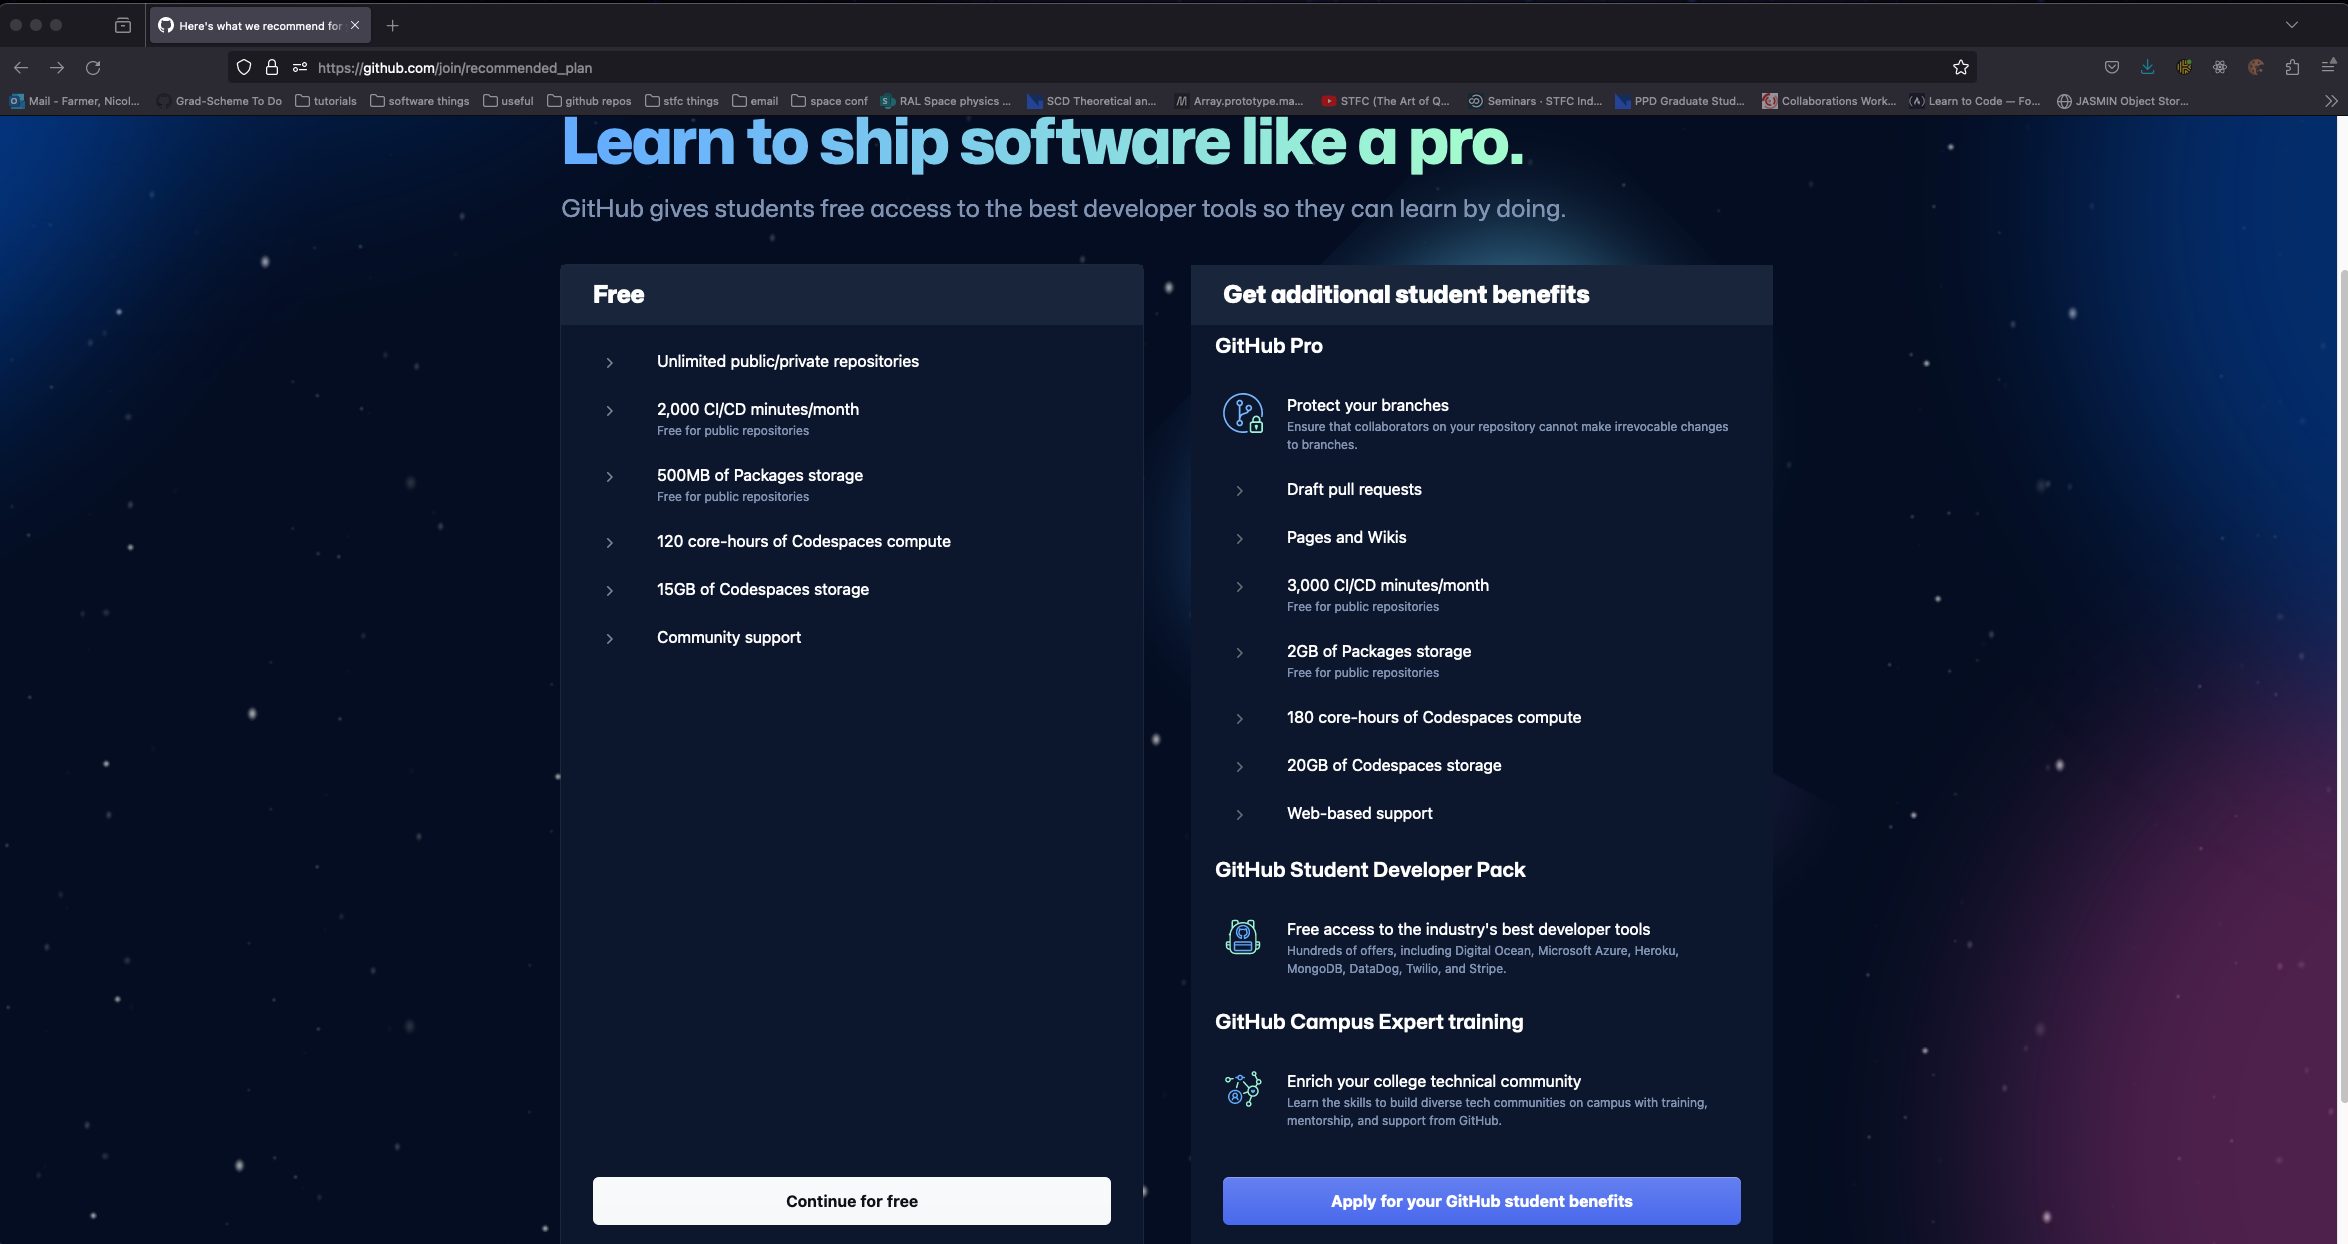 Here's what we recommend for
https://github.com/join/recommended_plan
Mail - Farmer, Nicol...
Grad-Scheme To Do
tutorials
software things
useful
github repos
stfc things
email
space conf
RAL Space physics ...
SCD Theoretical an...
Array.prototype.ma...
STFC (The Art of Q...
Seminars · STFC Ind...
PPD Graduate Stud...
Collaborations Work...
Learn to Code — Fo...
JASMIN Object Stor...
Learn to ship software like a pro.
GitHub gives students free access to the best developer tools so they can learn by doing.
Free
Unlimited public/private repositories
2,000 CI/CD minutes/month
Free for public repositories
500MB of Packages storage
Free for public repositories
120 core-hours of Codespaces compute
15GB of Codespaces storage
Community support
Continue for free
Get additional student benefits
GitHub Pro
Protect your branches
Ensure that collaborators on your repository cannot make irrevocable changes
to branches.
Draft pull requests
Pages and Wikis
3,000 CI/CD minutes/month
Free for public repositories
2GB of Packages storage
Free for public repositories
180 core-hours of Codespaces compute
20GB of Codespaces storage
Web-based support
GitHub Student Developer Pack
Free access to the industry's best developer tools
Hundreds of offers, including Digital Ocean, Microsoft Azure, Heroku,
MongoDB, DataDog, Twilio, and Stripe.
GitHub Campus Expert training
Enrich your college technical community
Learn the skills to build diverse tech communities on campus with training,
mentorship, and support from GitHub.
Apply for your GitHub student benefits